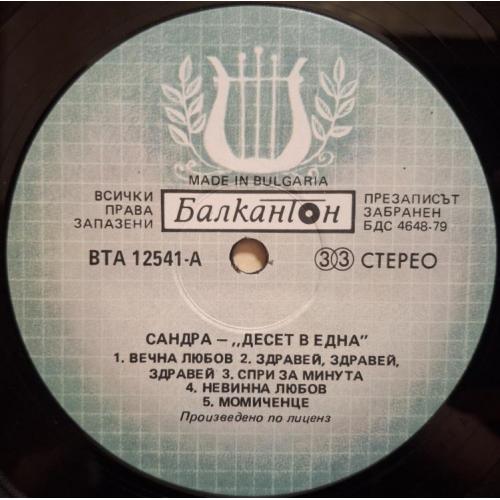 MADE IN BULGARIA
ВСИЧКИ
ПРАВА
ЗАПАЗЕНИ
Балкантон
ПРЕЗАПИСЪТ
ЗАБРАНЕН
БДС 4648-79
ВТА 12541-А
33 СТЕРЕО
САНДРА – „ДЕСЕТ В ЕДНА"
1. ВЕЧНА ЛЮБОВ 2. ЗДРАВЕЙ, ЗДРАВЕЙ,
ЗДРАВЕЙ 3. СПРИ ЗА МИНУТА
4. НЕВИННА ЛЮБОВ
5. МОМИЧЕНЦЕ
Произведено по лиценз